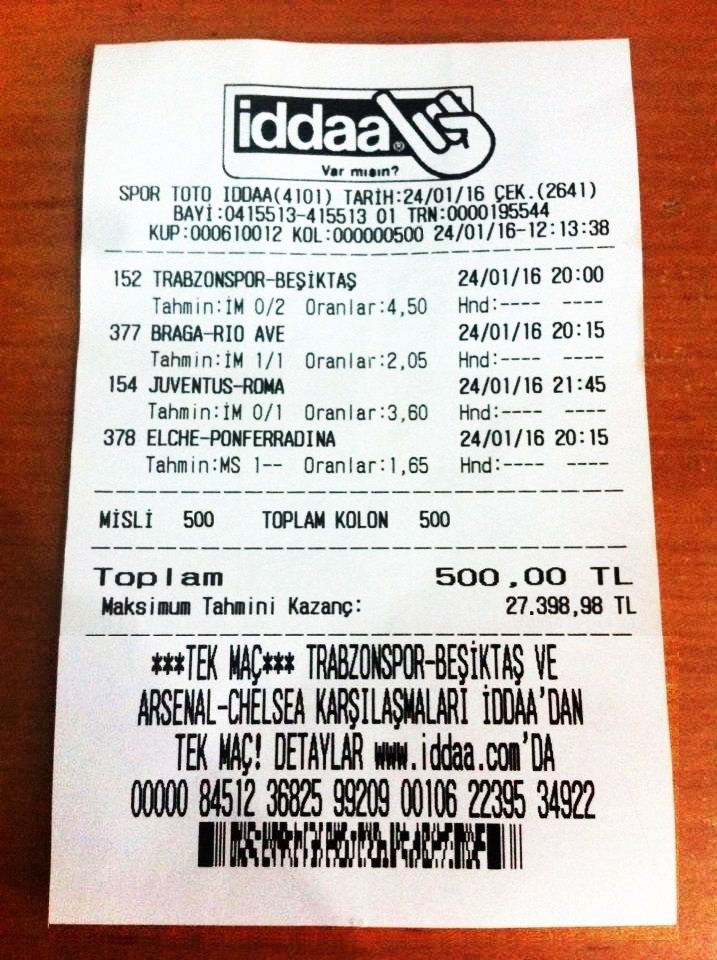 iddaa®
Var mısın?
SPOR TOTO IDDAA(4101) TARİH:24/01/16 ÇEK.(2641)
BAYİ:0415513-415513 01 TRN:0000195544
KUP:000610012 KOL:000000500 24/01/16-12:13:38
152 TRABZONSPOR-BEŞİKTAŞ 24/01/16 20:00
Tahmin:İM 0/2 Oranlar:4,50 Hnd:---- ----
377 BRAGA-RIO AVE 24/01/16 20:15
Tahmin:İM 1/1 Oranlar:2,05 Hnd:---- ----
154 JUVENTUS-ROMA 24/01/16 21:45
Tahmin:İM 0/1 Oranlar:3,60 Hnd:---- ----
378 ELCHE-PONFERRADINA 24/01/16 20:15
Tahmin:MS 1-- Oranlar:1,65 Hnd:---- ----
MİSLİ 500 TOPLAM KOLON 500
Toplam 500,00 TL
Maksimum Tahmini Kazanç: 27.398,98 TL
***TEK MAÇ*** TRABZONSPOR-BEŞİKTAŞ VE
ARSENAL-CHELSEA KARŞILAŞMALARI İDDAA'DAN
TEK MAÇ! DETAYLAR www.iddaa.com'DA
00000 84512 36825 99209 00106 22395 34922